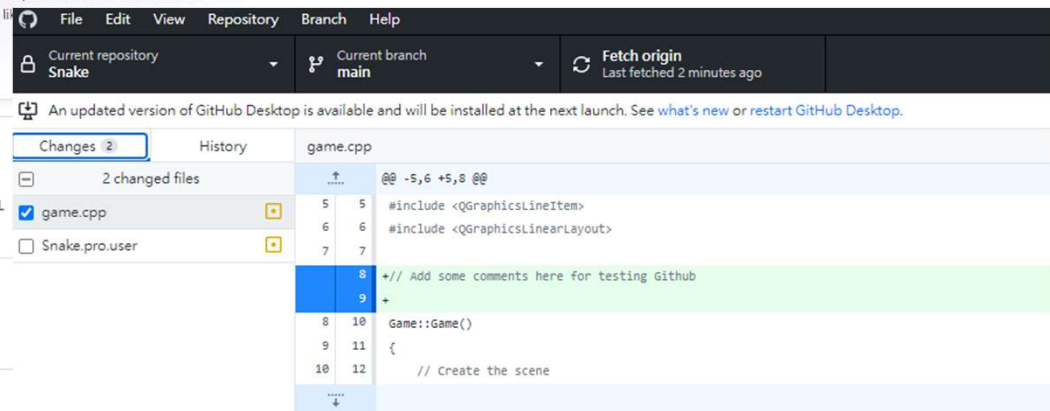 File Edit View Repository Branch Help
Current repository
Snake
Current branch
main
Fetch origin
Last fetched 2 minutes ago
An updated version of GitHub Desktop is available and will be installed at the next launch. See what's new or restart GitHub Desktop.
Changes 2 History game.cpp
2 changed files @@ -5,6 +5,8 @@
game.cpp
Snake.pro.user
5 5 #include <QGraphicsLineItem>
6 6 #include <QGraphicsLinearLayout>
7 7
8 +// Add some comments here for testing Github
9 +
8 10 Game::Game()
9 11 {
10 12 // Create the scene